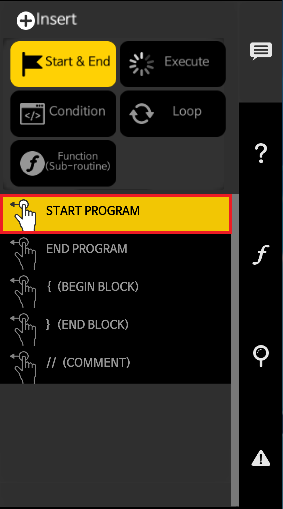 Insert
Start & End
Execute
</>
Condition
Loop
f
Function
(Sub-routine)
START PROGRAM
END PROGRAM
{ (BEGIN BLOCK)
} (END BLOCK)
// (COMMENT)
?
f